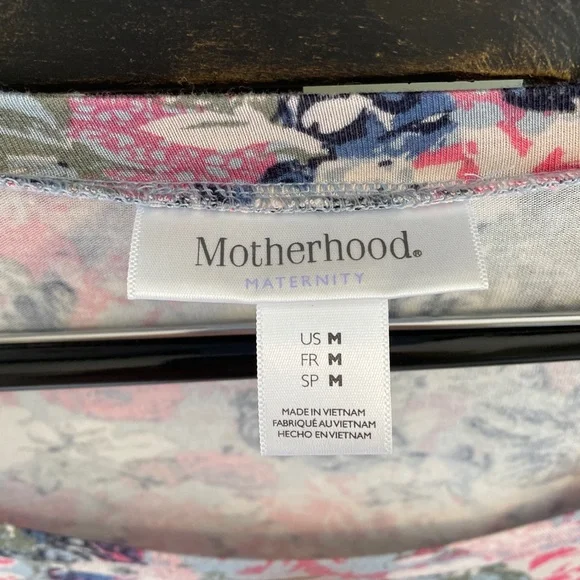 Motherhood®
MATERNITY
US M
FR M
SP M
MADE IN VIETNAM
FABRIQUÉ AU VIETNAM
HECHO EN VIETNAM